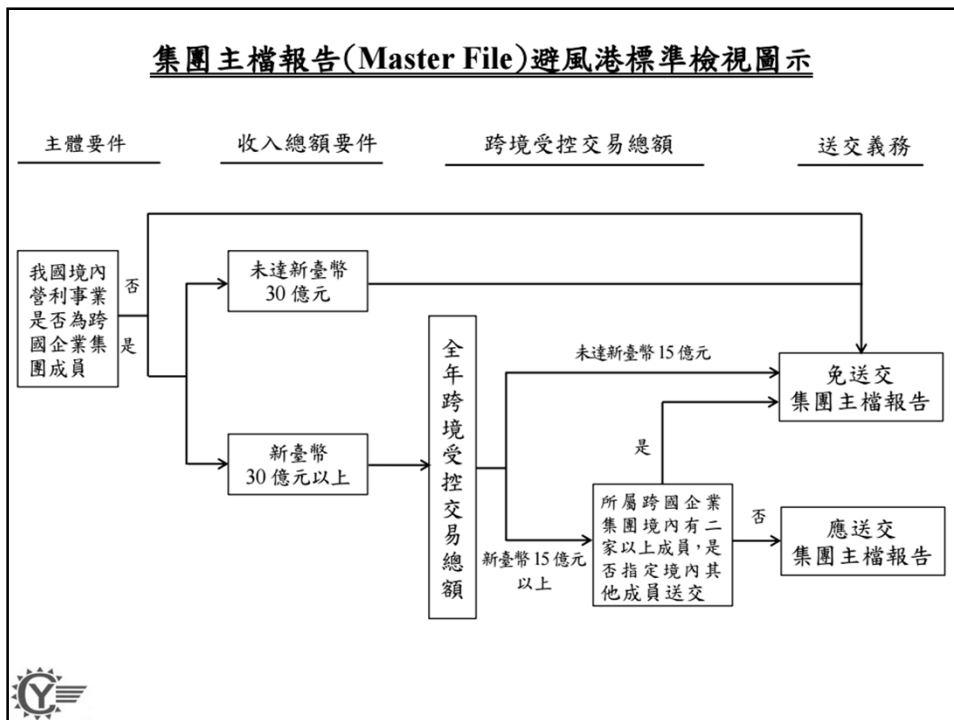 集團主檔報告(Master File)避風港標準檢視圖示
主體要件
收入總額要件
跨境受控交易總額
送交義務
我國境內
營利事業
是否為跨
國企業集
團成員
否
是
未達新臺幣
30億元
新臺幣
30億元以上
全年跨境受控交易總額
未達新臺幣15億元
新臺幣15億元
以上
是
所屬跨國企業
集團境內有二
家以上成員,是
否指定境內其
他成員送交
否
免送交
集團主檔報告
應送交
集團主檔報告
CY